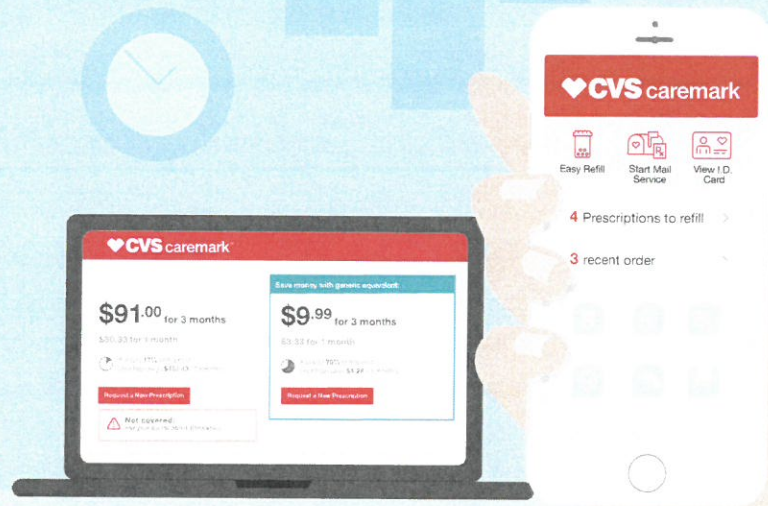 CVS caremark
Easy Refill
Start Mail
Service
View I.D.
Card
4 Prescriptions to refill
3 recent order
CVS caremark
$91.00 for 3 months
for 1 month
Request a New Prescription
Not covered:
Save money with generic equivalent
$9.99 for 3 months
$3.33 for 1 month
Request a New Prescription